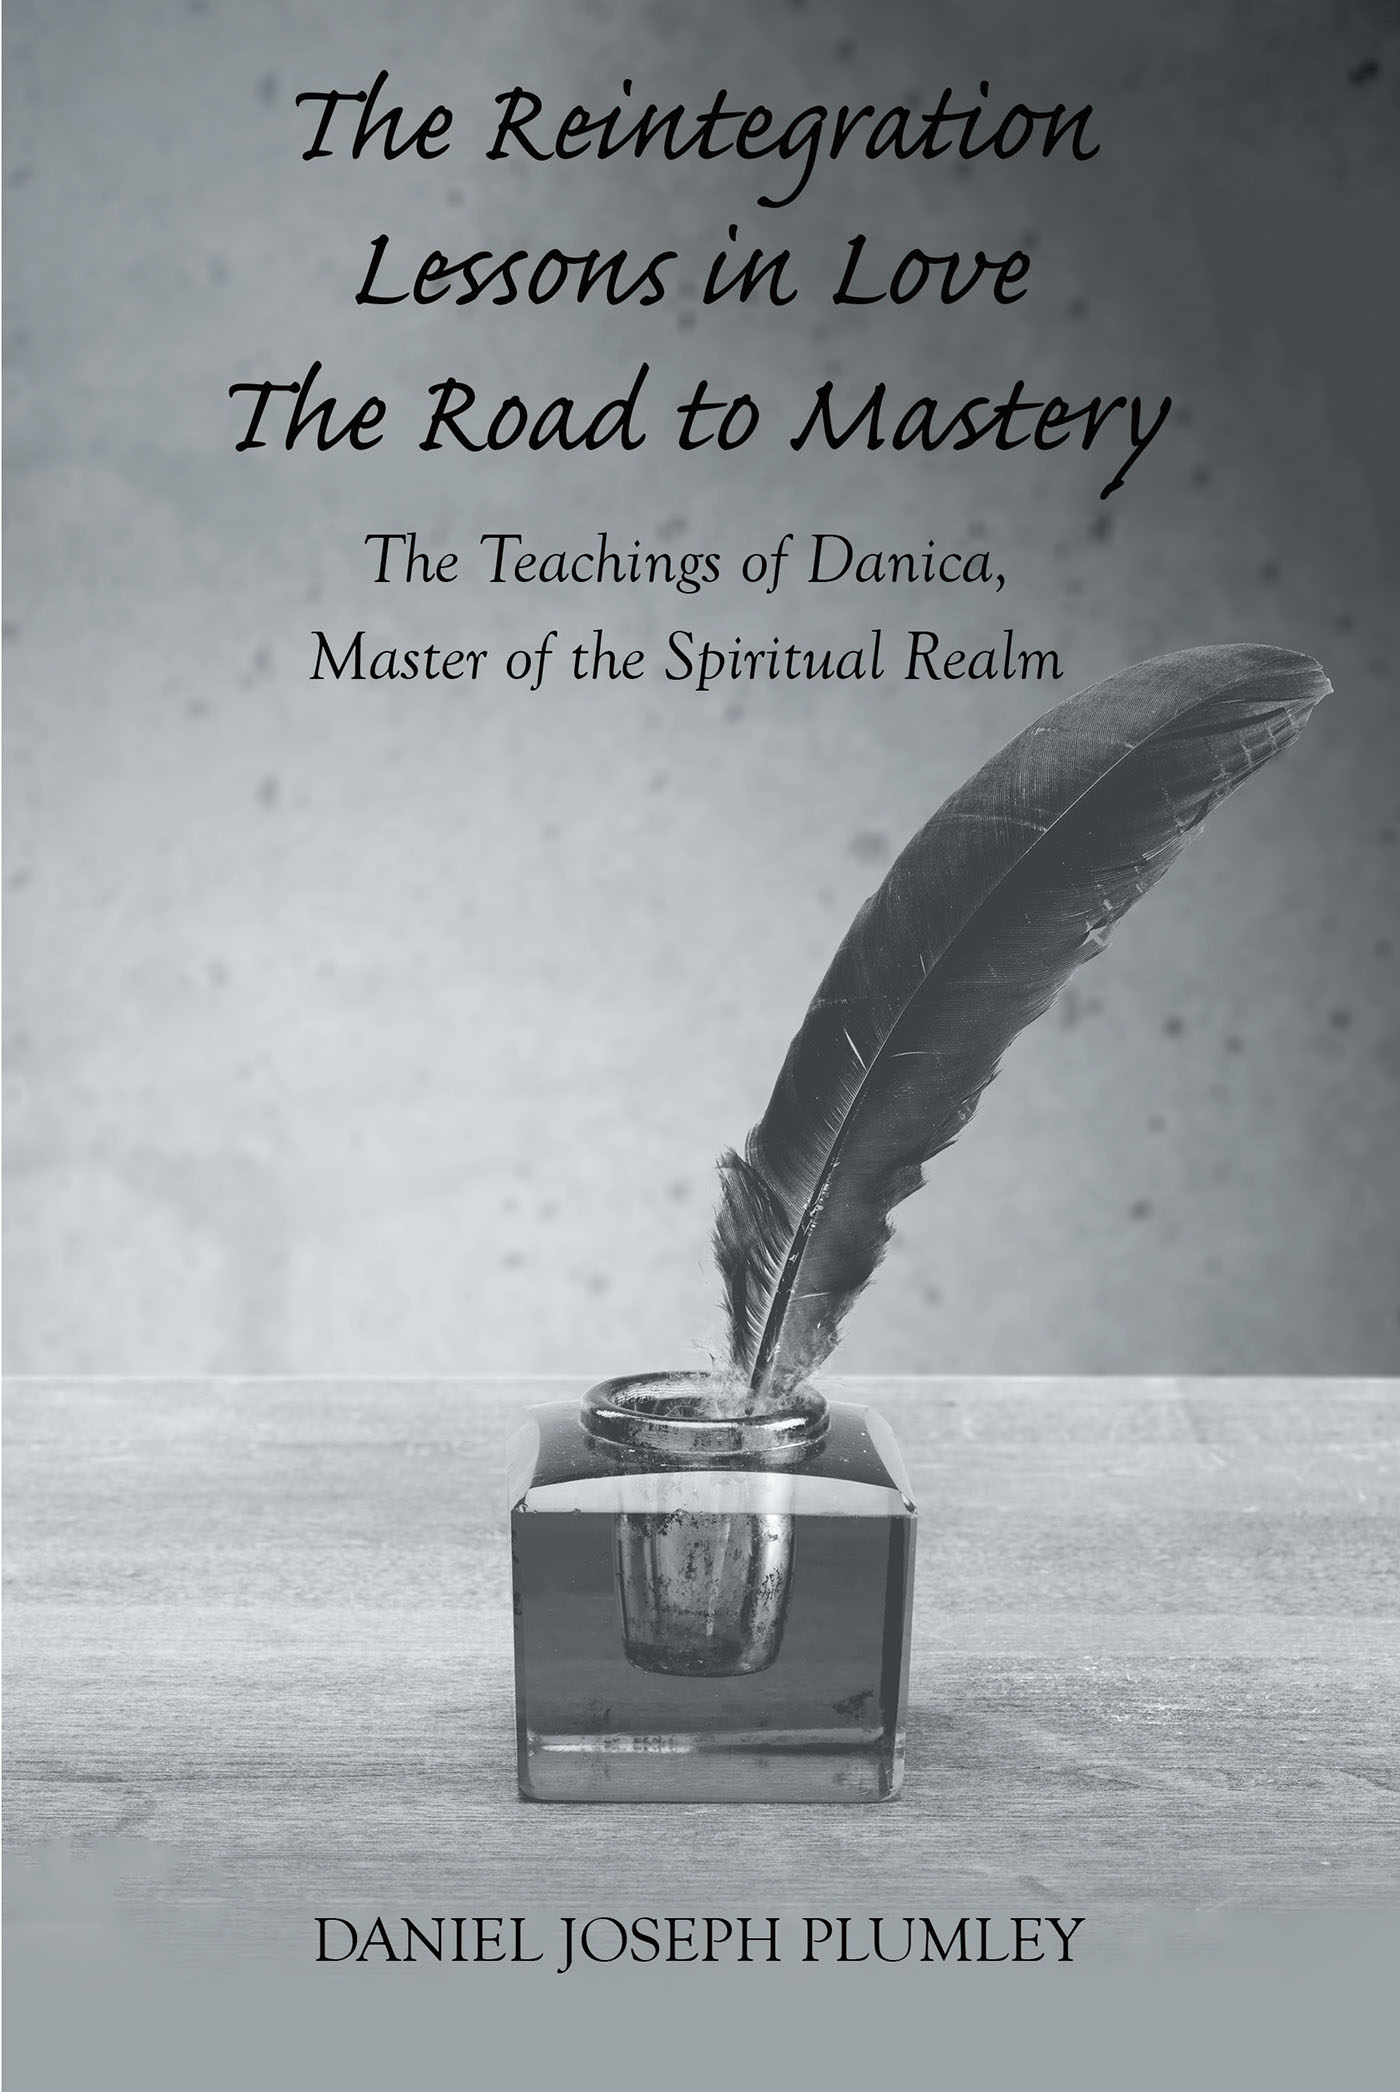 The Reintegration
Lessons in Love
The Road to Mastery
The Teachings of Danica,
Master of the Spiritual Realm
DANIEL JOSEPH PLUMLEY